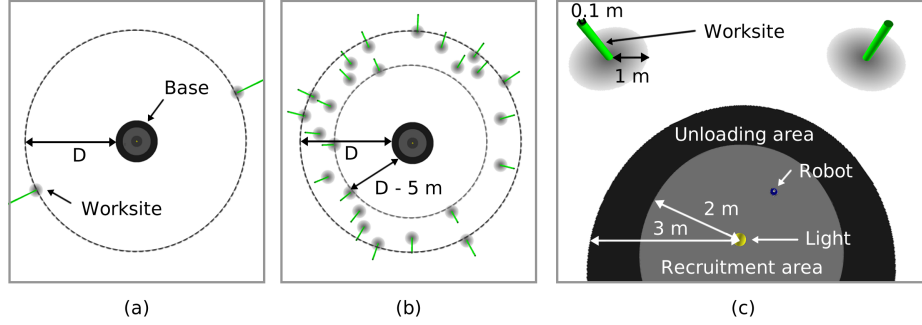 Base
D
Worksite
(a)
D
D - 5 m
(b)
0.1 m
Worksite
1 m
Unloading area
Robot
2 m
3 m
Light
Recruitment area
(c)